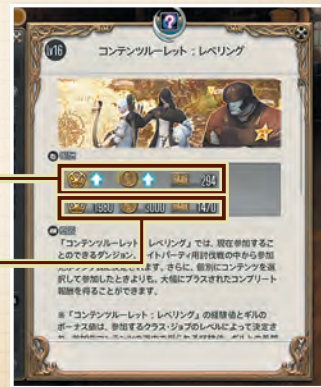 Lv16
コンテンツルーレット：レベリング
報酬
294
1980 3000 1470
「コンテンツルーレット レベリング」では、現在参加するこ
とのできるダンジョン、 イトパーティ用討伐戦の中から参加
さらに、個別にコンテンツを選
択して参加したときよりも、大幅にプラスされたコンプリート
報酬を得ることができます。
※「コンテンツルーレット：レベリング」の経験値とギルの
ボーナス値は、参加するクラス・ジョブのレベルによって決定さ